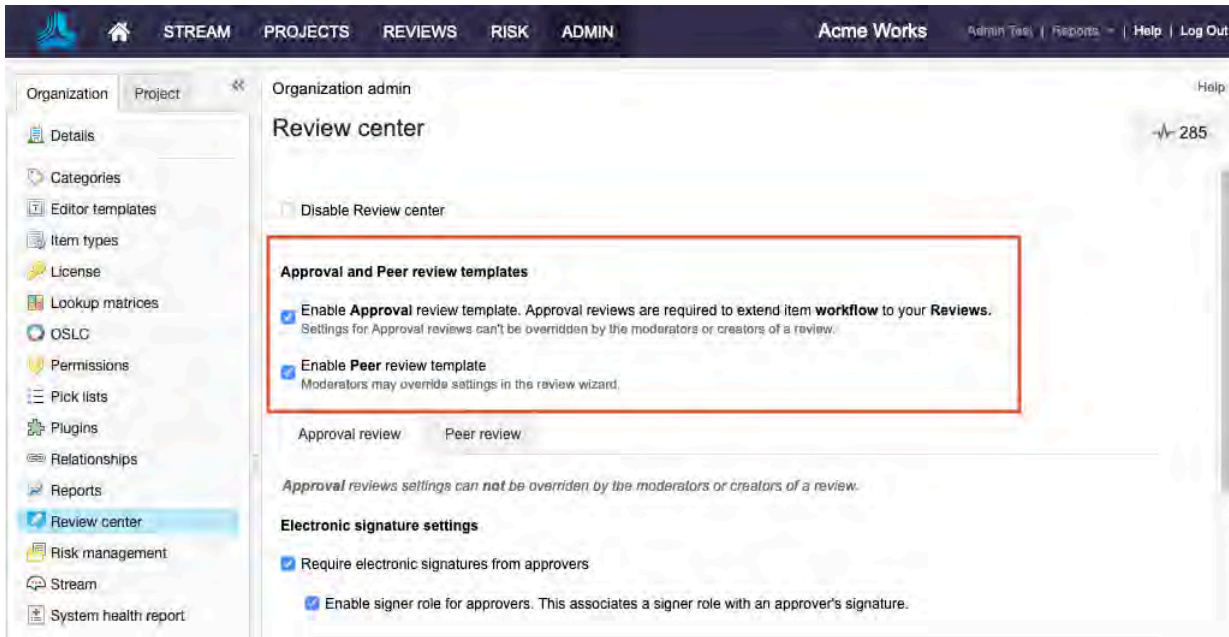 STREAM PROJECTS REVIEWS RISK ADMIN Acme Works Admin Test | Reports | Help | Log Out
Organization Project
Organization admin
Help
Review center
285
Details
Categories
Editor templates
Item types
License
Lookup matrices
OSLC
Permissions
Pick lists
Plugins
Relationships
Reports
Review center
Risk management
Stream
System health report
Disable Review center
Approval and Peer review templates
Enable Approval review template. Approval reviews are required to extend item workflow to your Reviews.
Settings for Approval reviews can't be overridden by the moderators or creators of a review.
Enable Peer review template
Moderators may override settings in the review wizard.
Approval review Peer review
Approval reviews settings can not be overriden by the moderators or creators of a review.
Electronic signature settings
Require electronic signatures from approvers
Enable signer role for approvers. This associates a signer role with an approver's signature.